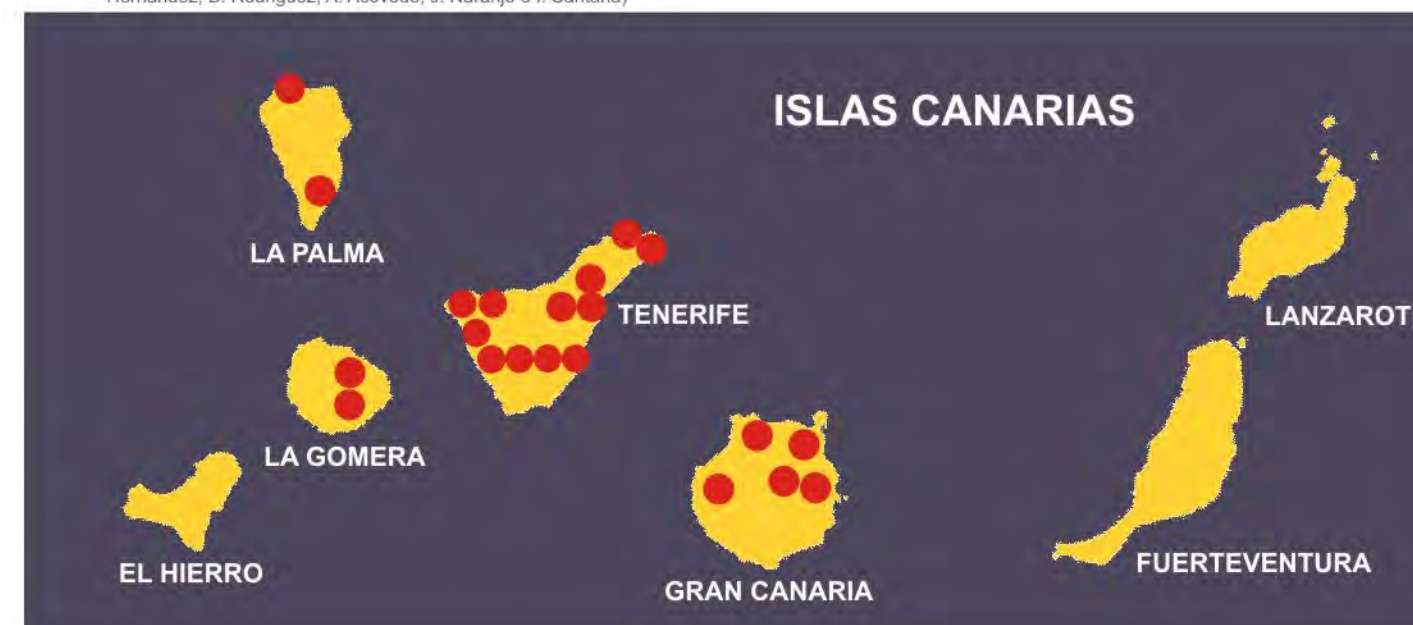 ISLAS CANARIAS
LA PALMA
TENERIFE
LANZAROT
LA GOMERA
EL HIERRO
GRAN CANARIA
FUERTEVENTURA